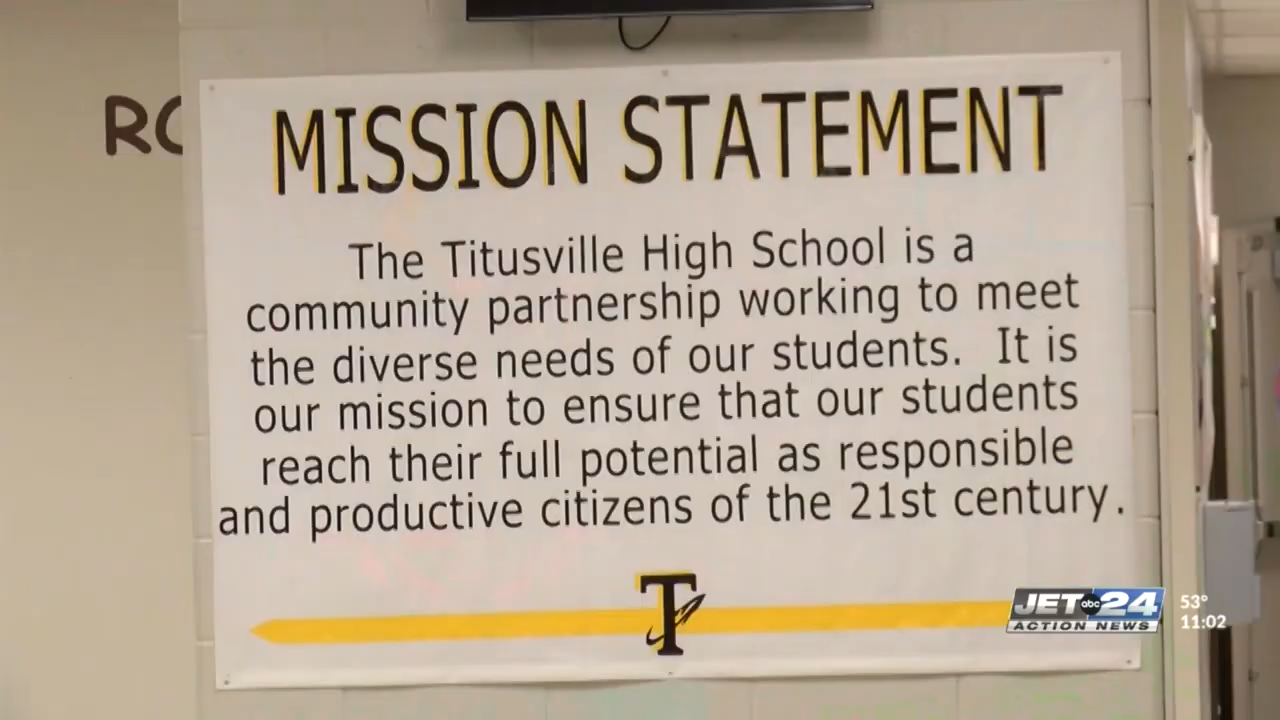 RO
MISSION STATEMENT
The Titusville High School is a
community partnership working to meet
the diverse needs of our students. It is
our mission to ensure that our students
reach their full potential as responsible
and productive citizens of the 21st century.
T
JET abc 24
ACTION NEWS
53°
11:02